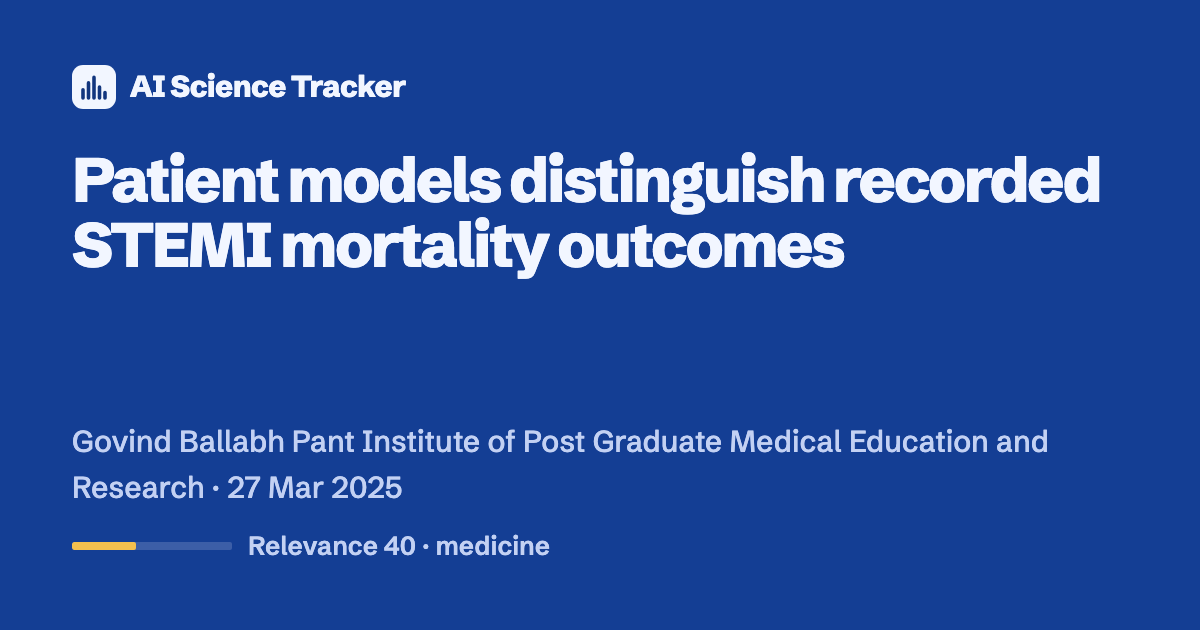 AI Science Tracker
Patient models distinguish recorded
STEMI mortality outcomes
Govind Ballabh Pant Institute of Post Graduate Medical Education and
Research · 27 Mar 2025
Relevance 40 · medicine